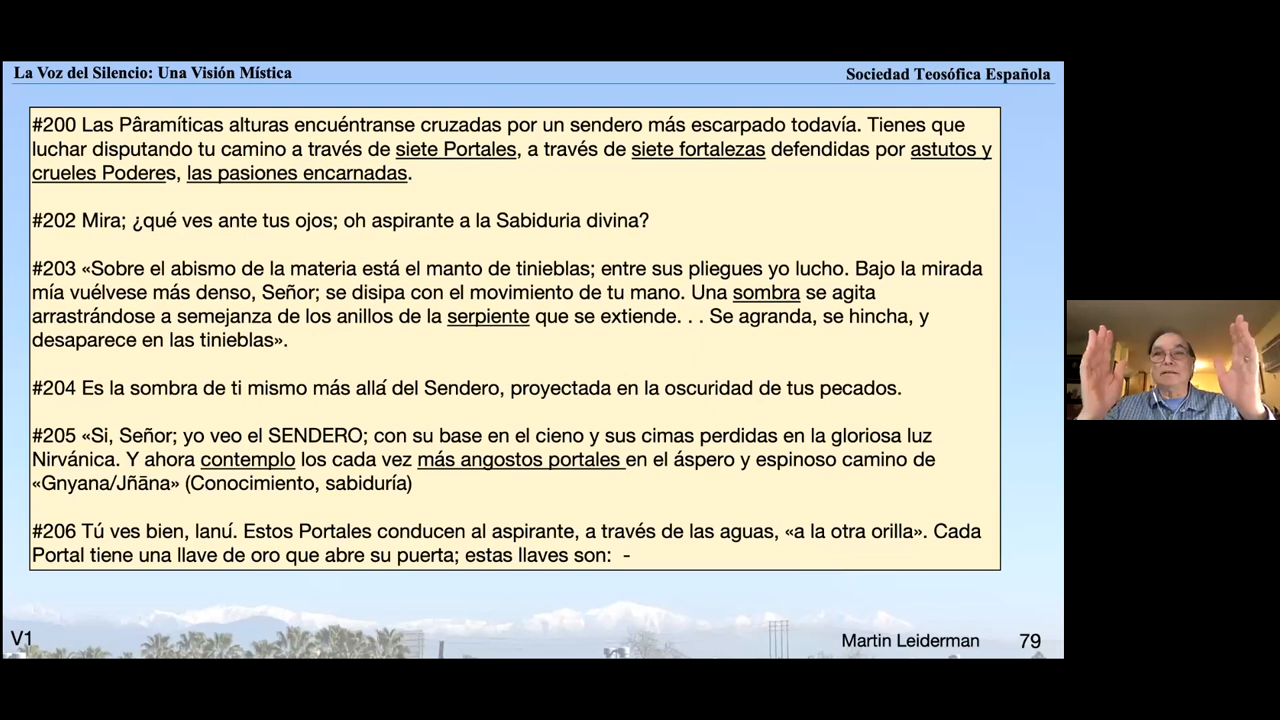 La Voz del Silencio: Una Visión Mística
Sociedad Teosófica Española
#200 Las Pâramíticas alturas encuéntranse cruzadas por un sendero más escarpado todavía. Tienes que
luchar disputando tu camino a través de siete Portales, a través de siete fortalezas defendidas por astutos y
crueles Poderes, las pasiones encarnadas.
#202 Mira; ¿qué ves ante tus ojos; oh aspirante a la Sabiduria divina?
#203 «Sobre el abismo de la materia está el manto de tinieblas; entre sus pliegues yo lucho. Bajo la mirada
mía vuélvese más denso, Señor; se disipa con el movimiento de tu mano. Una sombra se agita
arrastrándose a semejanza de los anillos de la serpiente que se extiende. . . Se agranda, se hincha, y
desaparece en las tinieblas».
#204 Es la sombra de ti mismo más allá del Sendero, proyectada en la oscuridad de tus pecados.
#205 «Si, Señor; yo veo el SENDERO; con su base en el cieno y sus cimas perdidas en la gloriosa luz
Nirvánica. Y ahora contemplo los cada vez más angostos portales en el áspero y espinoso camino de
«Gnyana/Jñāna» (Conocimiento, sabiduría)
#206 Tú ves bien, lanú. Estos Portales conducen al aspirante, a través de las aguas, «a la otra orilla». Cada
Portal tiene una llave de oro que abre su puerta; estas llaves son: -
V1
Martin Leiderman 79